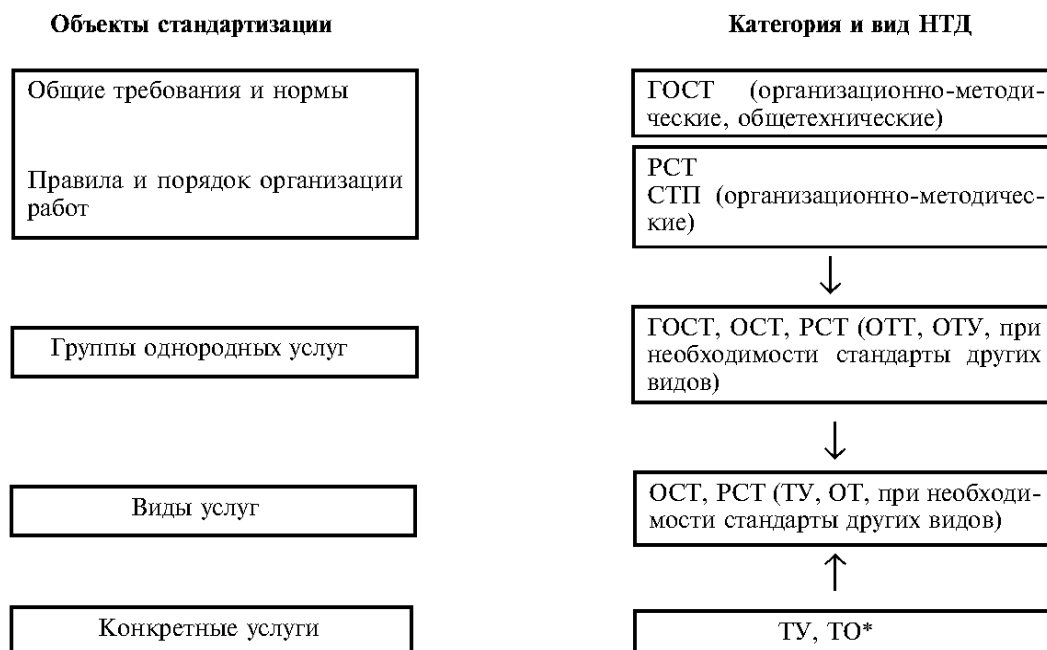 Объекты стандартизации
Категория и вид НТД
Общие требования и нормы
ГОСТ (организационно-методи-
ческие, общетехнические)
Правила и порядок организации
работ
РСТ
СТП (организационно-методичес-
кие)
Группы однородных услуг
ГОСТ, ОСТ, РСТ (ОТТ, ОТУ, при
необходимости стандарты других
видов)
Виды услуг
ОСТ, РСТ (ТУ, ОТ, при необходи-
мости стандарты других видов)
Конкретные услуги
ТУ, ТО*